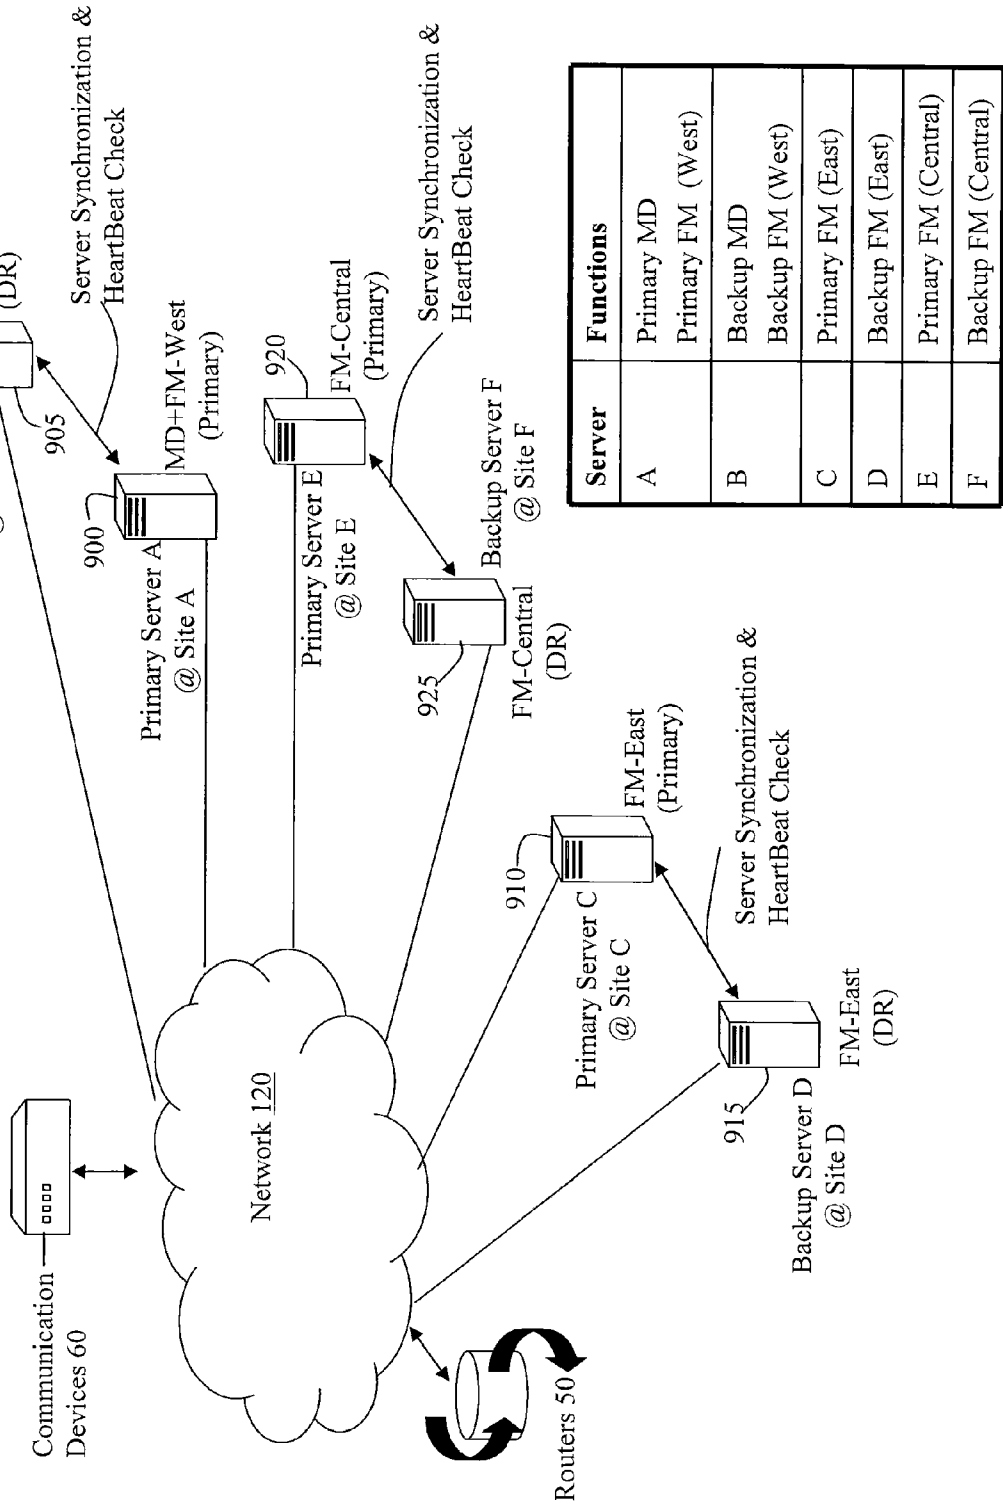 Communication
Devices 60
Network 120
Routers 50
(DR)
905
Server Synchronization &
HeartBeat Check
900
Primary Server A
@ Site A
MD+FM-West
(Primary)
920
Primary Server E
@ Site E
FM-Central
(Primary)
Server Synchronization &
HeartBeat Check
925
Backup Server F
@ Site F
FM-Central
(DR)
910
Primary Server C
@ Site C
FM-East
(Primary)
Server Synchronization &
HeartBeat Check
915
Backup Server D
@ Site D
FM-East
(DR)
Server Functions
A Primary MD
Primary FM (West)
B Backup MD
Backup FM (West)
C Primary FM (East)
D Backup FM (East)
E Primary FM (Central)
F Backup FM (Central)